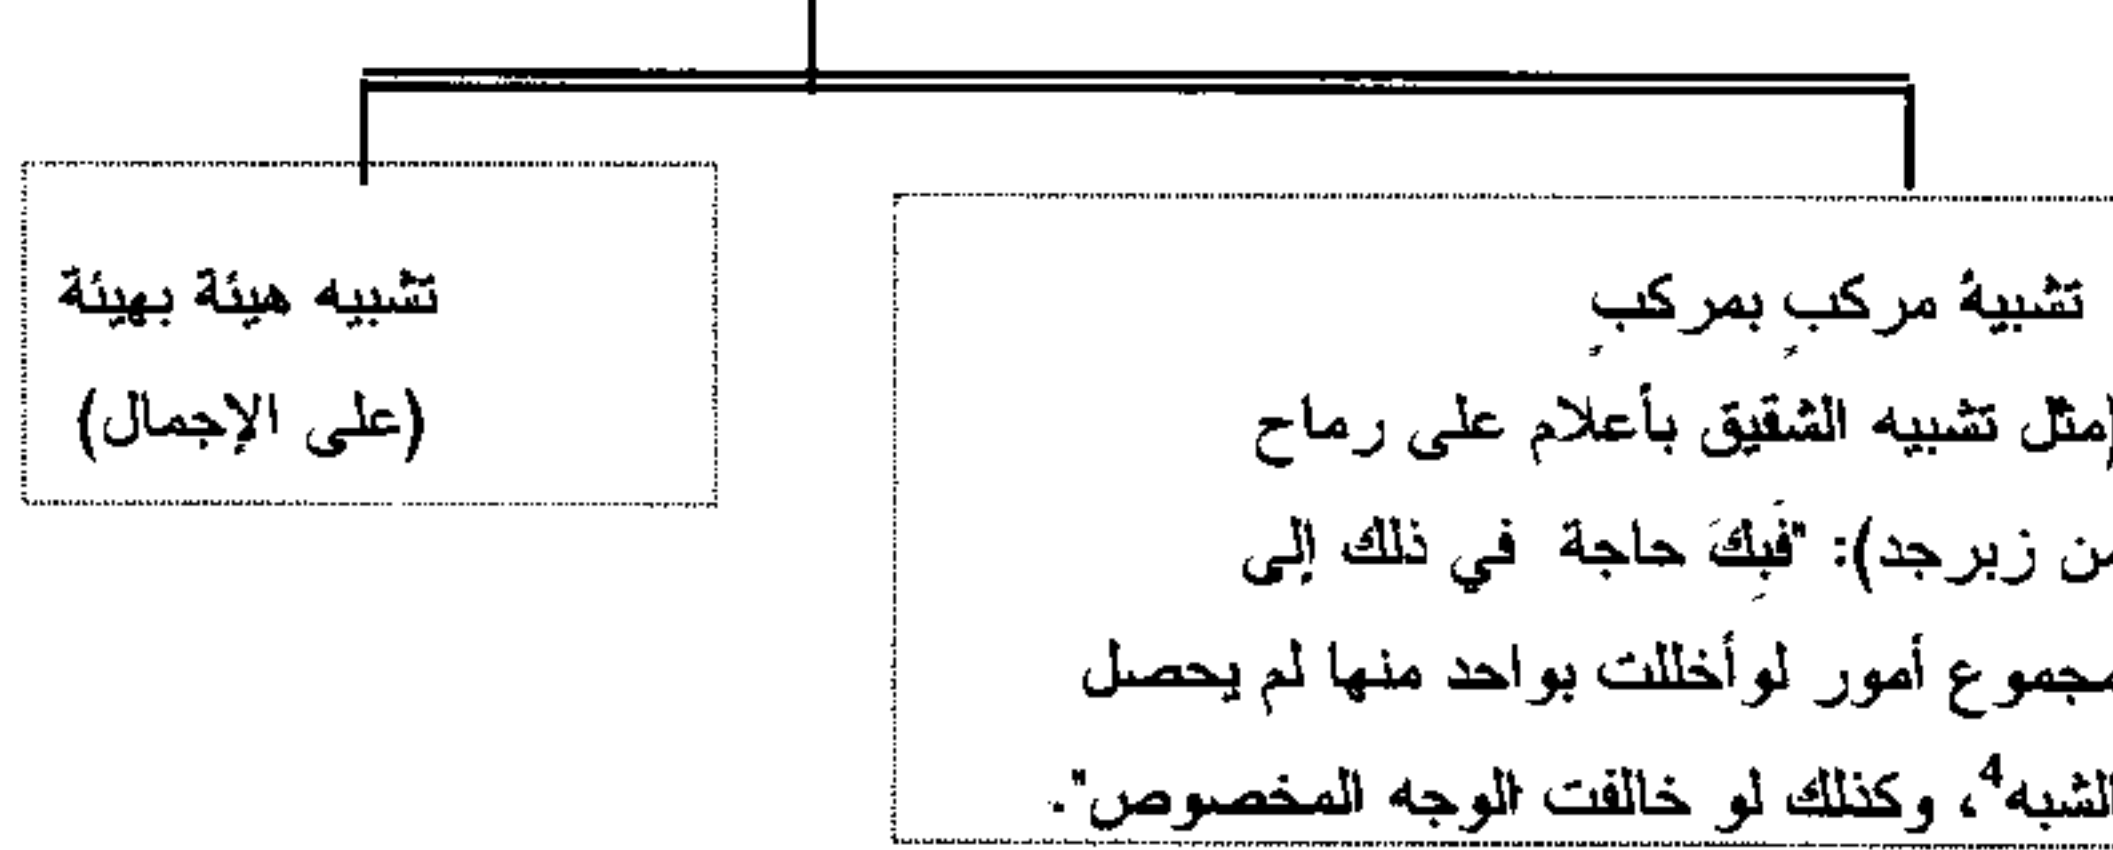 تشبيهُ مركبٍ بمركبٍ
(مثل تشبيه الشقيق بأعلام على رماح
من زبرجد): "فَبِكَ حاجة في ذلك إلى
مجموع أمور لو أخللت بواحد منها لم يحصل
الشبه⁴، وكذلك لو خالفت الوجه المخصوص".
تشبيه هيئة بهيئة
(على الإجمال)